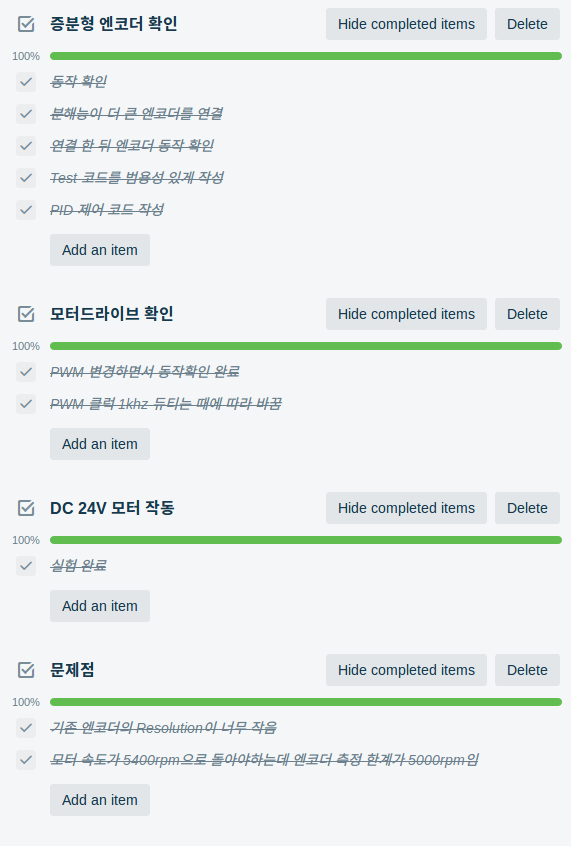 증분형 엔코더 확인 Hide completed items Delete
100%
동작 확인
분해능이 더 큰 엔코더를 연결
연결 한 뒤 엔코더 동작 확인
Test 코드를 범용성 있게 작성
PID 제어 코드 작성
Add an item
모터드라이브 확인 Hide completed items Delete
100%
PWM 변경하면서 동작확인 완료
PWM 클럭 1khz 듀티는 때에 따라 바꿈
Add an item
DC 24V 모터 작동 Hide completed items Delete
100%
실험 완료
Add an item
문제점 Hide completed items Delete
100%
기존 엔코더의 Resolution이 너무 작음
모터 속도가 5400rpm으로 돌아야하는데 엔코더 측정 한계가 5000rpm임
Add an item